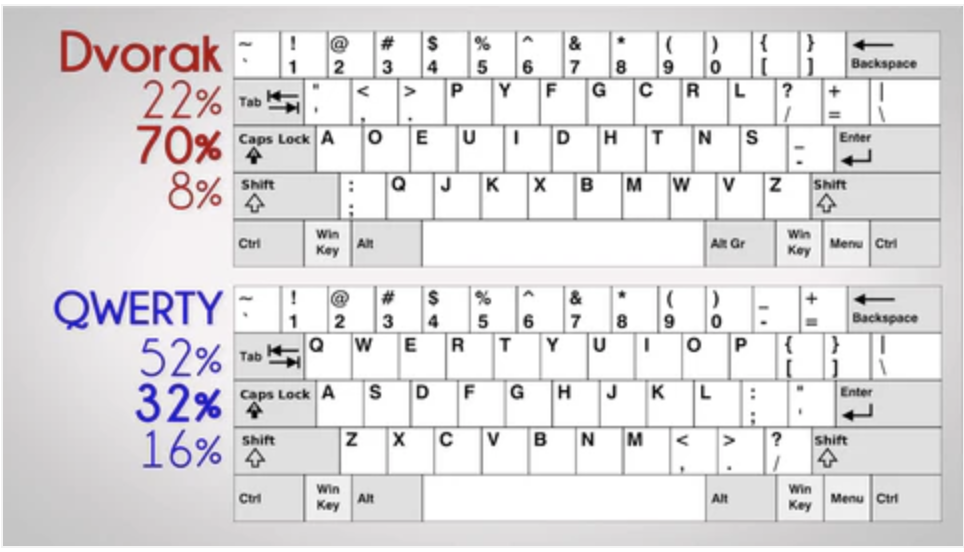 Dvorak
22%
70%
8%
~ ! @ # $ % ^ & * ( ) { }
` 1 2 3 4 5 6 7 8 9 0 [ ] Backspace
Tab " < > P Y F G C R L ? + |
' , . / = \
Caps Lock A O E U I D H T N S _ Enter
-
Shift : Q J K X B M W V Z Shift
;
Ctrl Win Key Alt Alt Gr Win Key Menu Ctrl
QWERTY
52%
32%
16%
~ ! @ # $ % ^ & * ( ) _ +
` 1 2 3 4 5 6 7 8 9 0 - = Backspace
Tab Q W E R T Y U I O P { } |
[ ] \
Caps Lock A S D F G H J K L : " Enter
; '
Shift Z X C V B N M < > ? Shift
, . /
Ctrl Win Key Alt Alt Win Key Menu Ctrl